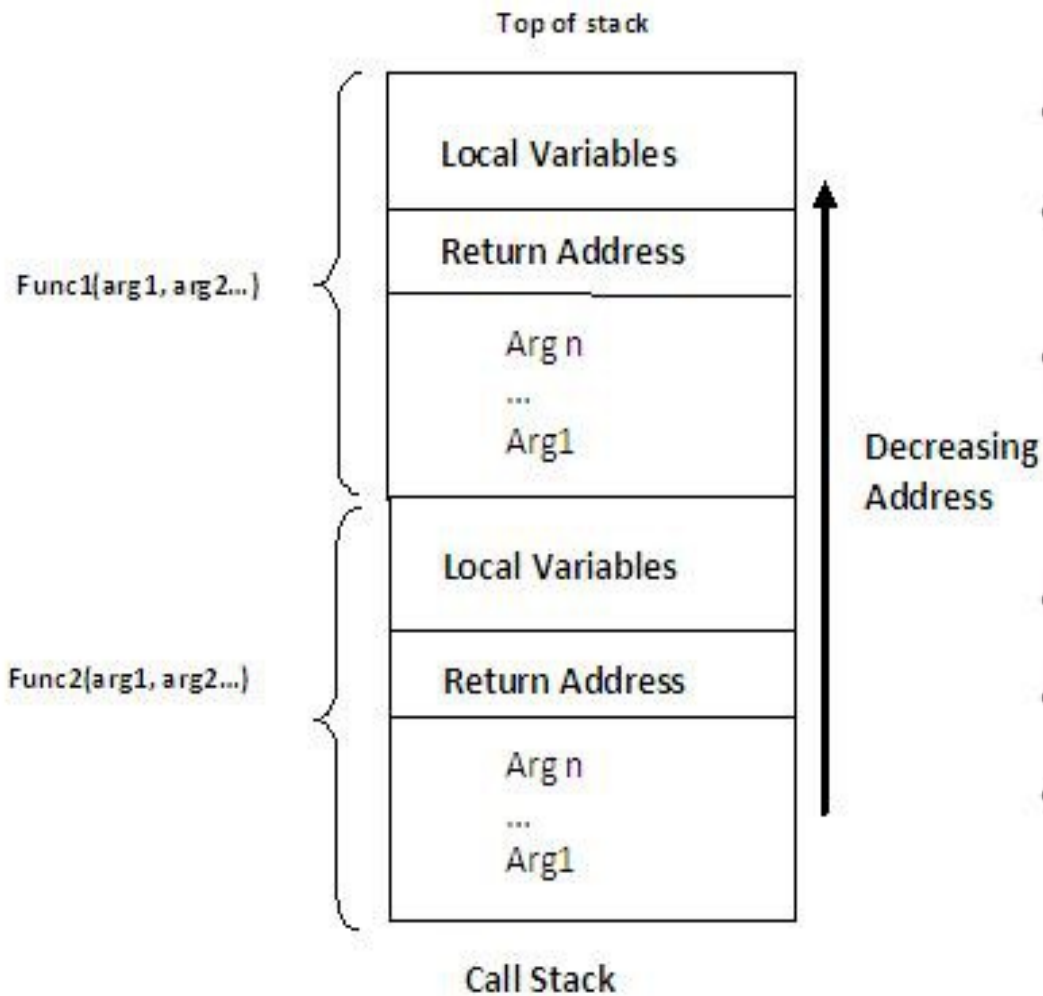 Top of stack
Local Variables
Return Address
Func1(arg1, arg2...)
Arg n
...
Arg1
Decreasing
Address
Local Variables
Return Address
Func2(arg1, arg2...)
Arg n
...
Arg1
Call Stack